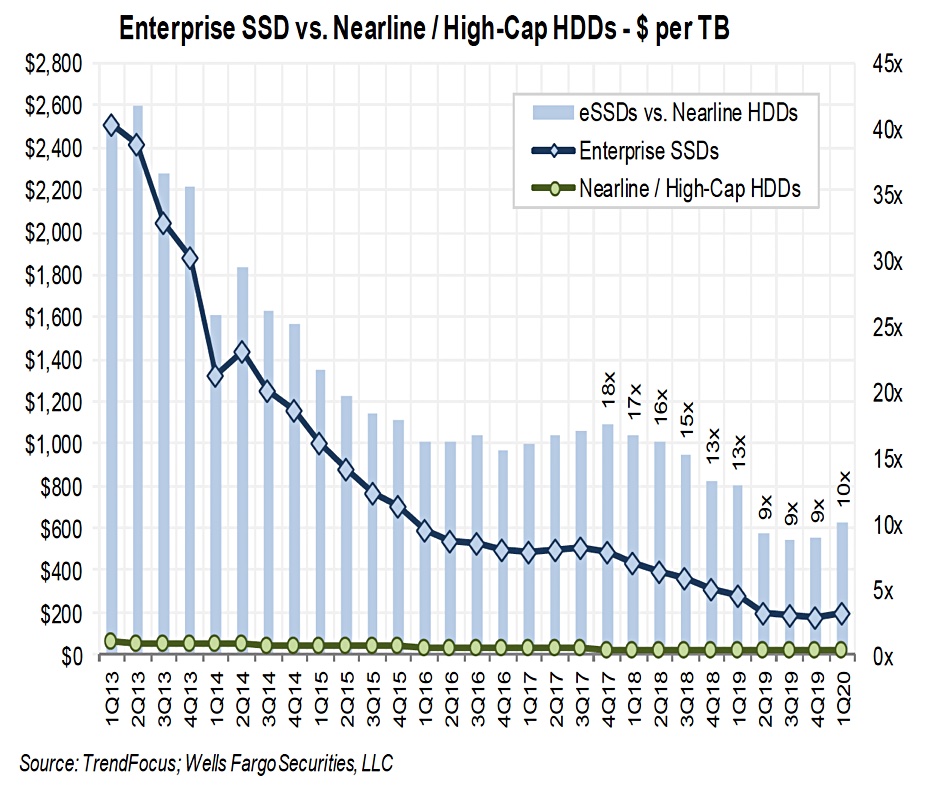 Enterprise SSD vs. Nearline / High-Cap HDDs - $ per TB
$2,800
$2,600
$2,400
$2,200
$2,000
$1,800
$1,600
$1,400
$1,200
$1,000
$800
$600
$400
$200
$0
45x
40x
35x
30x
25x
20x
15x
10x
5x
0x
eSSDs vs. Nearline HDDs
Enterprise SSDs
Nearline / High-Cap HDDs
18x
17x
16x
15x
13x
13x
9x
9x
9x
10x
1Q13
2Q13
3Q13
4Q13
1Q14
2Q14
3Q14
4Q14
1Q15
2Q15
3Q15
4Q15
1Q16
2Q16
3Q16
4Q16
1Q17
2Q17
3Q17
4Q17
1Q18
2Q18
3Q18
4Q18
1Q19
2Q19
3Q19
4Q19
1Q20
Source: TrendFocus; Wells Fargo Securities, LLC